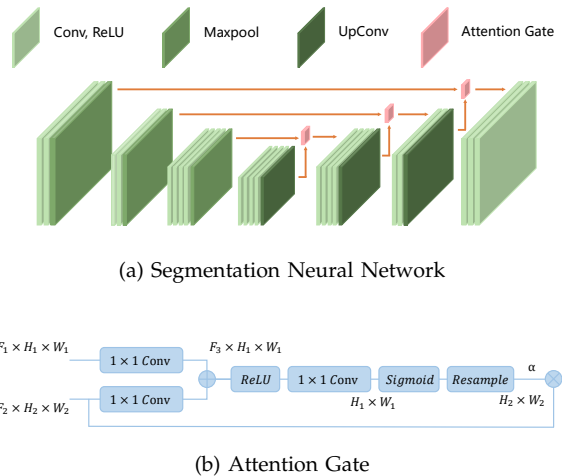 Conv, ReLU Maxpool UpConv Attention Gate
(a) Segmentation Neural Network
F₁ × H₁ × W₁ 1 × 1 Conv F₃ × H₁ × W₁
ReLU 1 × 1 Conv Sigmoid Resample α
F₂ × H₂ × W₂ 1 × 1 Conv H₁ × W₁ H₂ × W₂
(b) Attention Gate